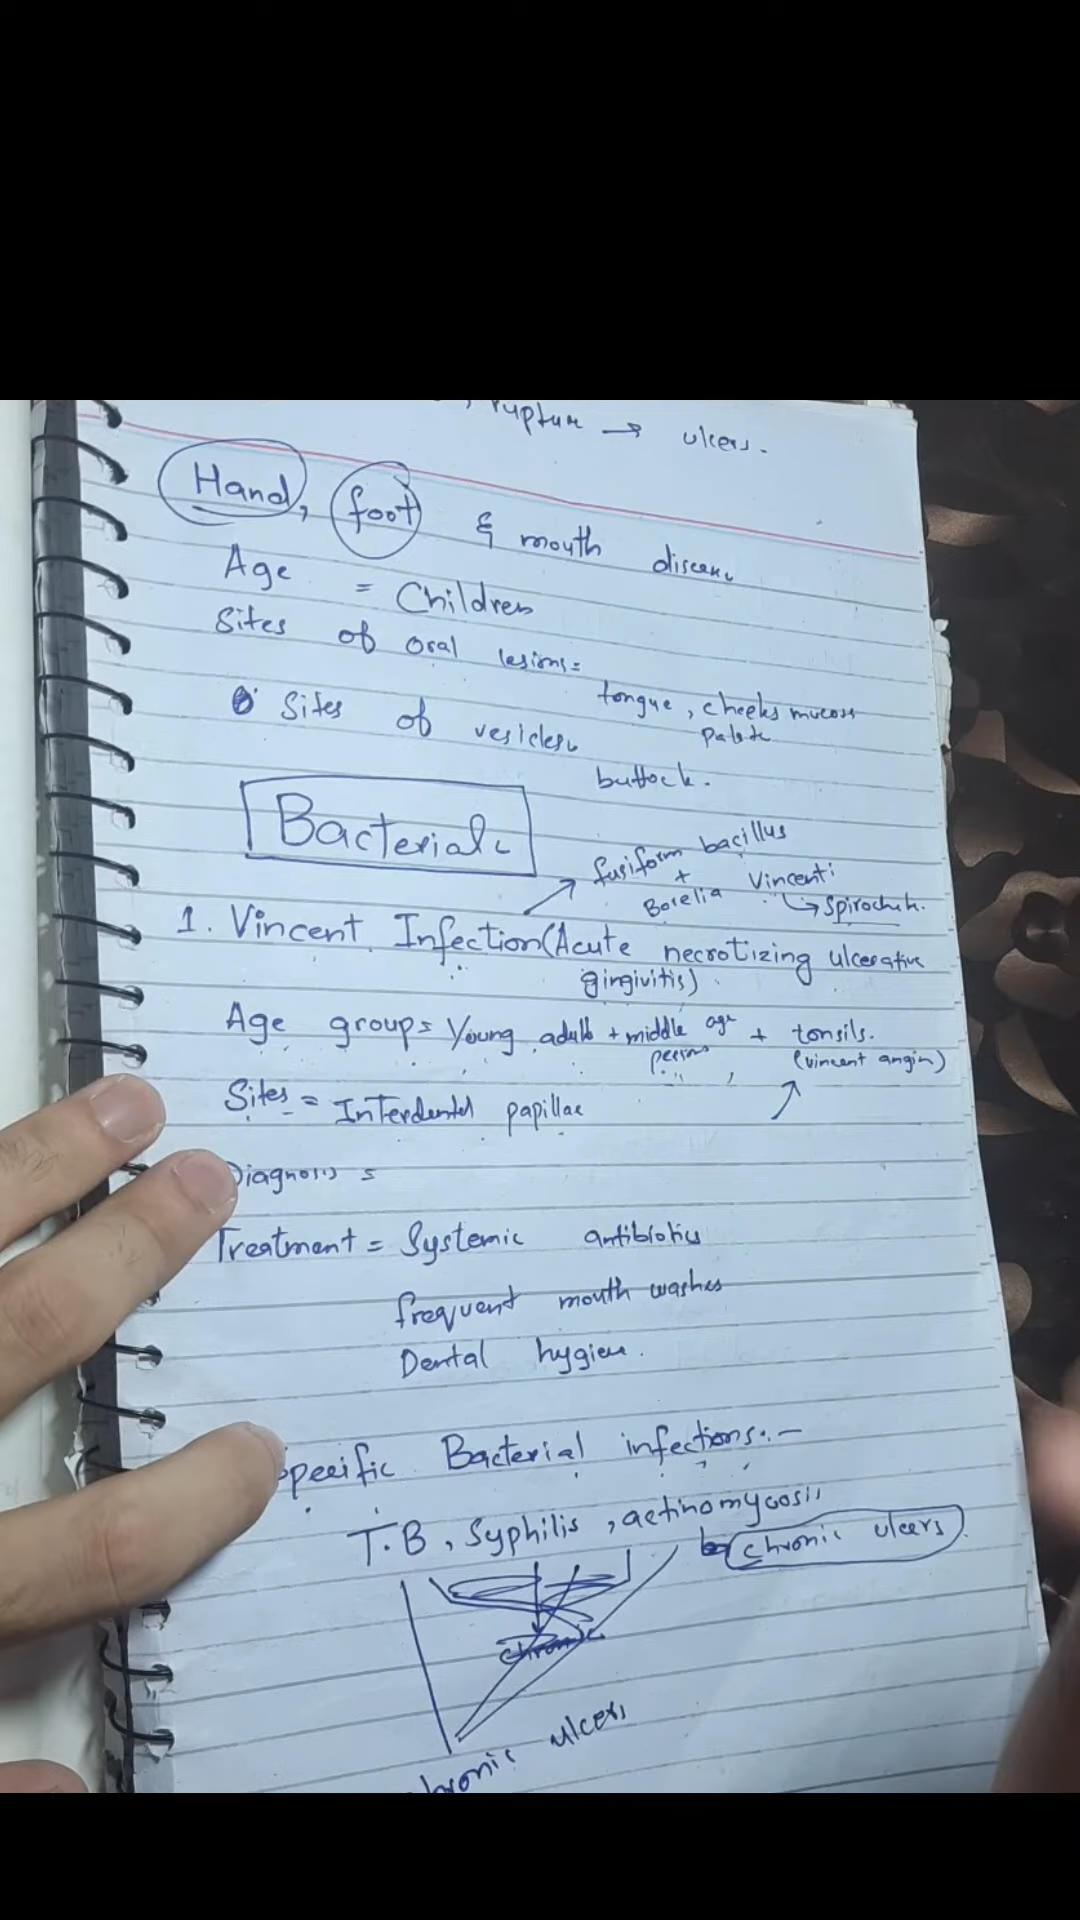 , rupture → ulcers.
Hand, foot & mouth disease
Age = Children
Sites of oral lesions =
tongue, cheeks mucosa
palate
Sites of vesicles
buttock.
Bacterial
fusiform bacillus
+
Borelia Vincenti
→ Spirochete.
1. Vincent Infection (Acute necrotizing ulcerative
gingivitis)
Age group = Young adult + middle age + tonsils.
persons (vincent angin)
Sites = Interdental papillae
Diagnosis =
Treatment = Systemic antibiotics
frequent mouth washes
Dental hygiene.
Specific Bacterial infections:-
T.B, Syphilis, actinomycosis
chronic ulcers
chronic
chronic ulcers